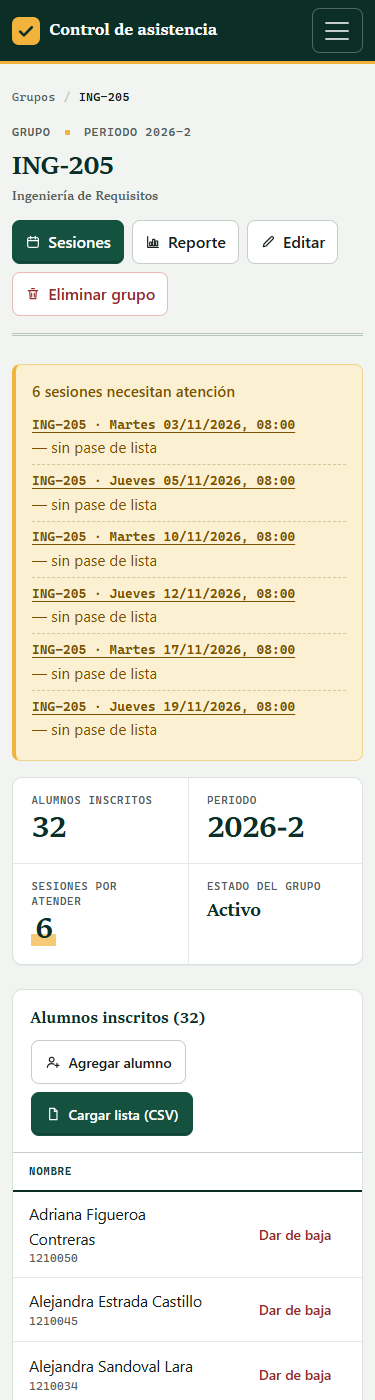 Control de asistencia
Grupos / ING-205
GRUPO ▪ PERIODO 2026-2
ING-205
Ingeniería de Requisitos
Sesiones
Reporte
Editar
Eliminar grupo
6 sesiones necesitan atención
ING-205 · Martes 03/11/2026, 08:00
— sin pase de lista
ING-205 · Jueves 05/11/2026, 08:00
— sin pase de lista
ING-205 · Martes 10/11/2026, 08:00
— sin pase de lista
ING-205 · Jueves 12/11/2026, 08:00
— sin pase de lista
ING-205 · Martes 17/11/2026, 08:00
— sin pase de lista
ING-205 · Jueves 19/11/2026, 08:00
— sin pase de lista
ALUMNOS INSCRITOS
32
PERIODO
2026-2
SESIONES POR
ATENDER
6
ESTADO DEL GRUPO
Activo
Alumnos inscritos (32)
Agregar alumno
Cargar lista (CSV)
NOMBRE
Adriana Figueroa
Contreras
1210050
Dar de baja
Alejandra Estrada Castillo
1210045
Dar de baja
Alejandra Sandoval Lara
1210034
Dar de baja